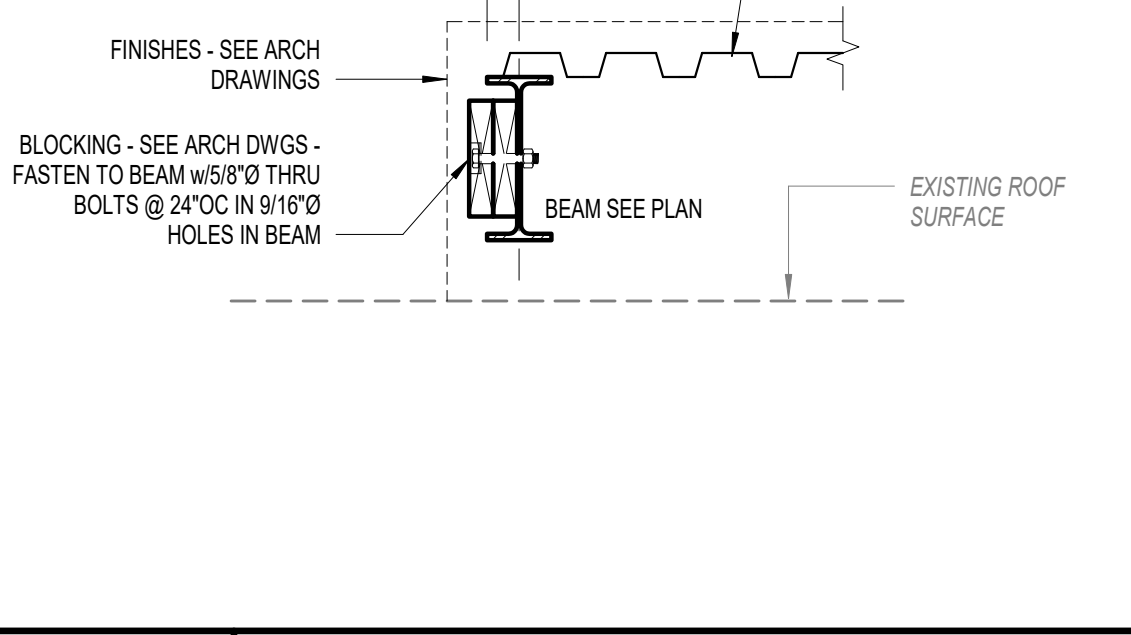 FINISHES - SEE ARCH
DRAWINGS
BLOCKING - SEE ARCH DWGS -
FASTEN TO BEAM w/5/8"Ø THRU
BOLTS @ 24"OC IN 9/16"Ø
HOLES IN BEAM
BEAM SEE PLAN
EXISTING ROOF
SURFACE